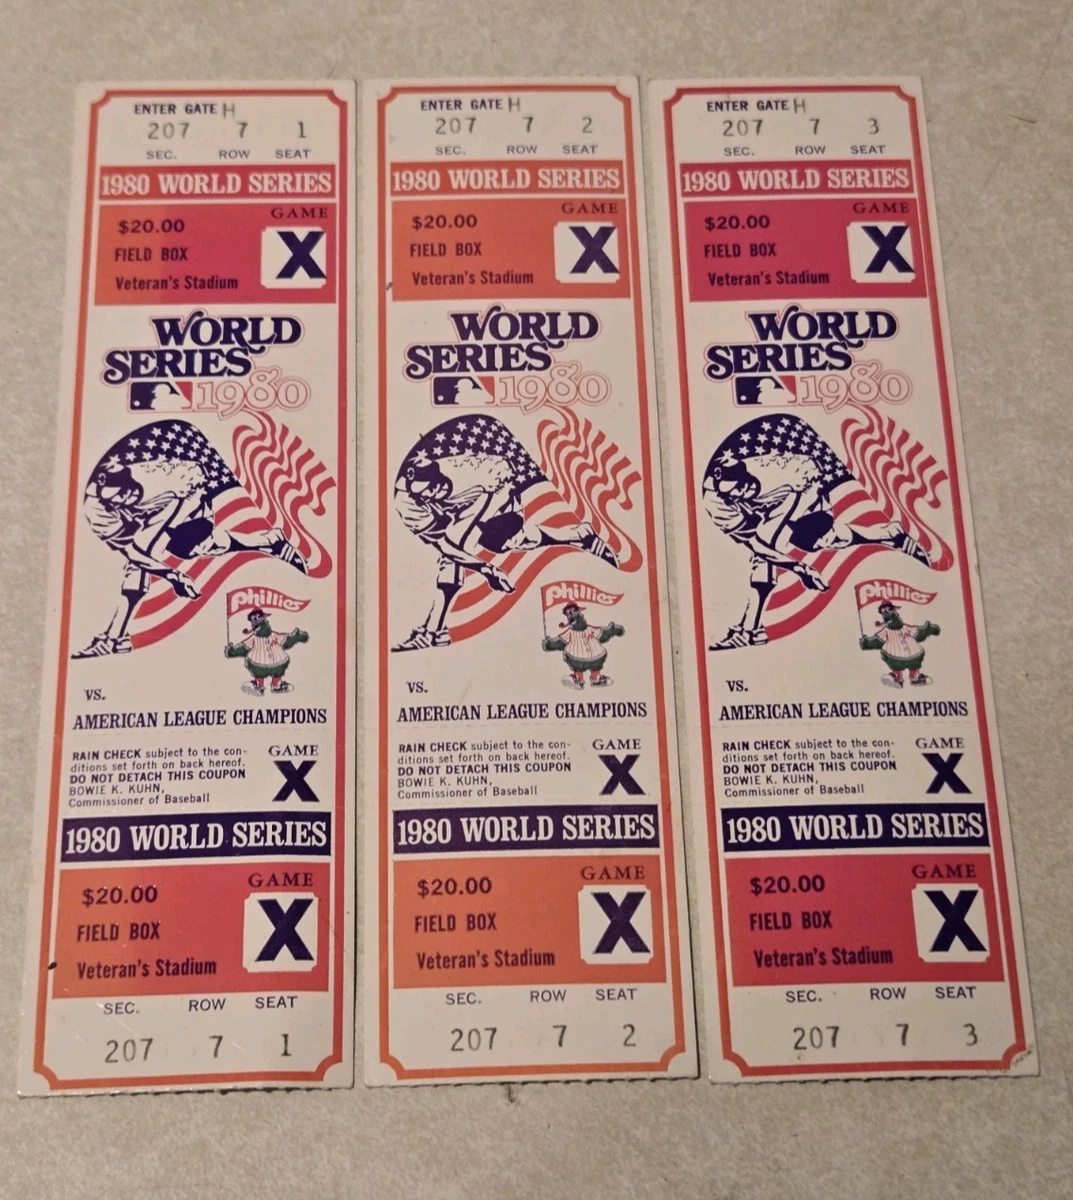 ENTER GATE H
207 7 1
SEC. ROW SEAT
1980 WORLD SERIES
$20.00
GAME
X
FIELD BOX
Veteran's Stadium
WORLD
SERIES
1980
Phillies
VS.
AMERICAN LEAGUE CHAMPIONS
RAIN CHECK subject to the con-
ditions set forth on back hereof.
DO NOT DETACH THIS COUPON
BOWIE K. KUHN,
Commissioner of Baseball
GAME
X
1980 WORLD SERIES
$20.00
GAME
X
FIELD BOX
Veteran's Stadium
SEC. ROW SEAT
207 7 1
ENTER GATE H
207 7 2
SEC. ROW SEAT
1980 WORLD SERIES
$20.00
GAME
X
FIELD BOX
Veteran's Stadium
WORLD
SERIES
1980
Phillies
VS.
AMERICAN LEAGUE CHAMPIONS
RAIN CHECK subject to the con-
ditions set forth on back hereof.
DO NOT DETACH THIS COUPON
BOWIE K. KUHN,
Commissioner of Baseball
GAME
X
1980 WORLD SERIES
$20.00
GAME
X
FIELD BOX
Veteran's Stadium
SEC. ROW SEAT
207 7 2
ENTER GATE H
207 7 3
SEC. ROW SEAT
1980 WORLD SERIES
$20.00
GAME
X
FIELD BOX
Veteran's Stadium
WORLD
SERIES
1980
Phillies
VS.
AMERICAN LEAGUE CHAMPIONS
RAIN CHECK subject to the con-
ditions set forth on back hereof.
DO NOT DETACH THIS COUPON
BOWIE K. KUHN,
Commissioner of Baseball
GAME
X
1980 WORLD SERIES
$20.00
GAME
X
FIELD BOX
Veteran's Stadium
SEC. ROW SEAT
207 7 3